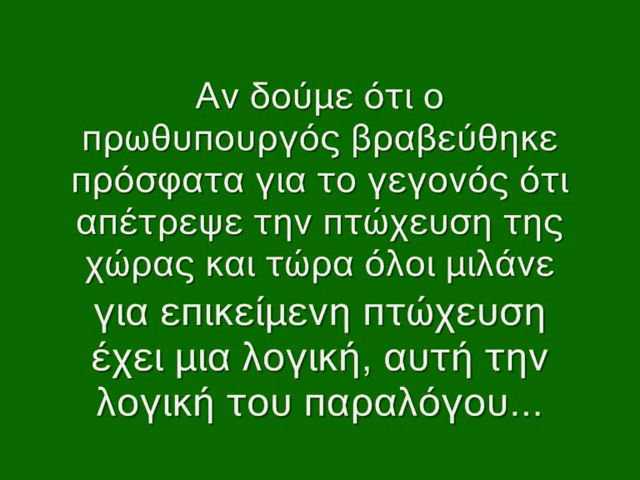 Αν δούμε ότι ο
πρωθυπουργός βραβεύθηκε
πρόσφατα για το γεγονός ότι
απέτρεψε την πτώχευση της
χώρας και τώρα όλοι μιλάνε
για επικείμενη πτώχευση
έχει μια λογική, αυτή την
λογική του παραλόγου...